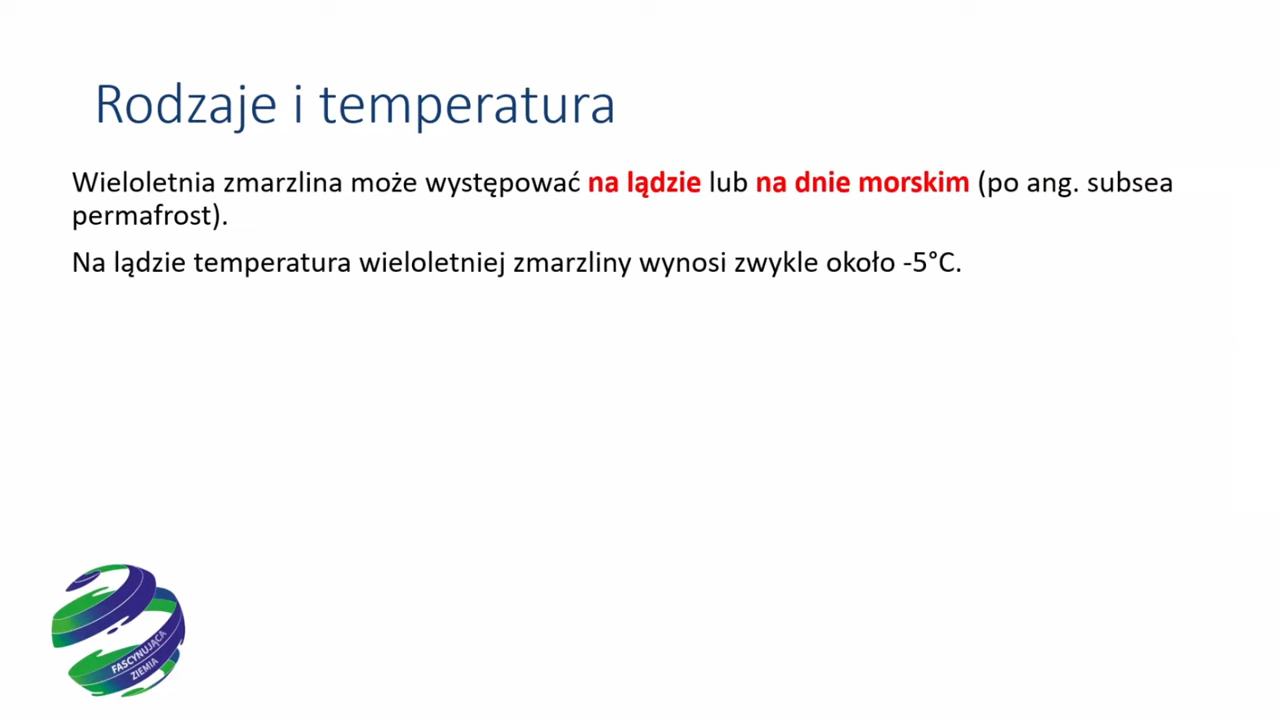 Rodzaje i temperatura
Wieloletnia zmarzlina może występować na lądzie lub na dnie morskim (po ang. subsea
permafrost).
Na lądzie temperatura wieloletniej zmarzliny wynosi zwykle około -5°C.
FASCYNUJĄCA
ZIEMIA